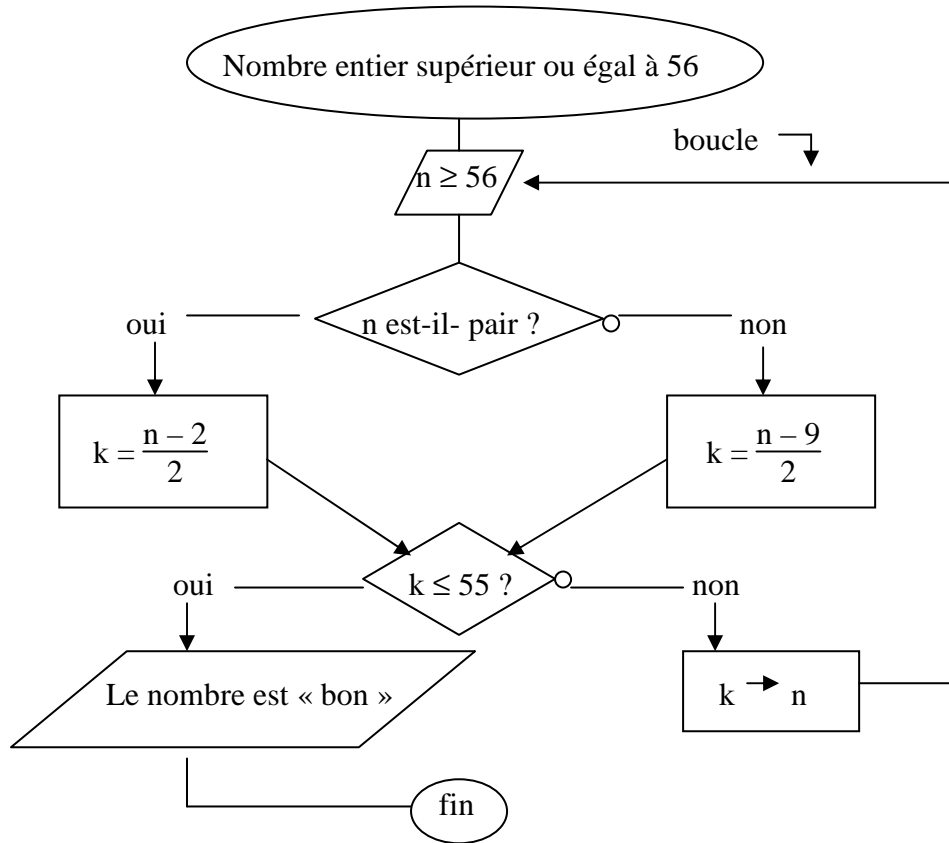 Nombre entier supérieur ou égal à 56
boucle
n ≥ 56
n est-il- pair ?
oui
non
k = n – 2
2
k = n – 9
2
k ≤ 55 ?
oui
non
Le nombre est « bon »
k → n
fin